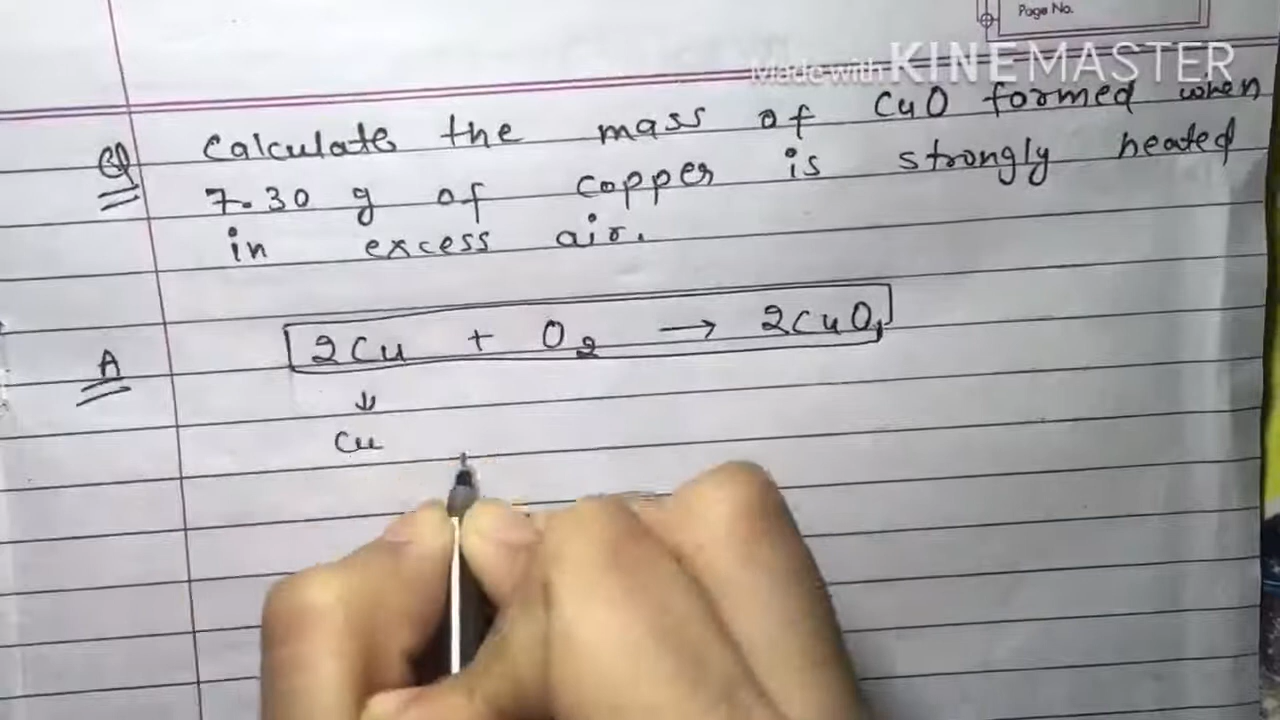 Page No.
Made with KINEMASTER
Q Calculate the mass of CuO formed when
7.30 g of copper is strongly heated
in excess air.
A 2Cu + O2 → 2CuO
↓
Cu